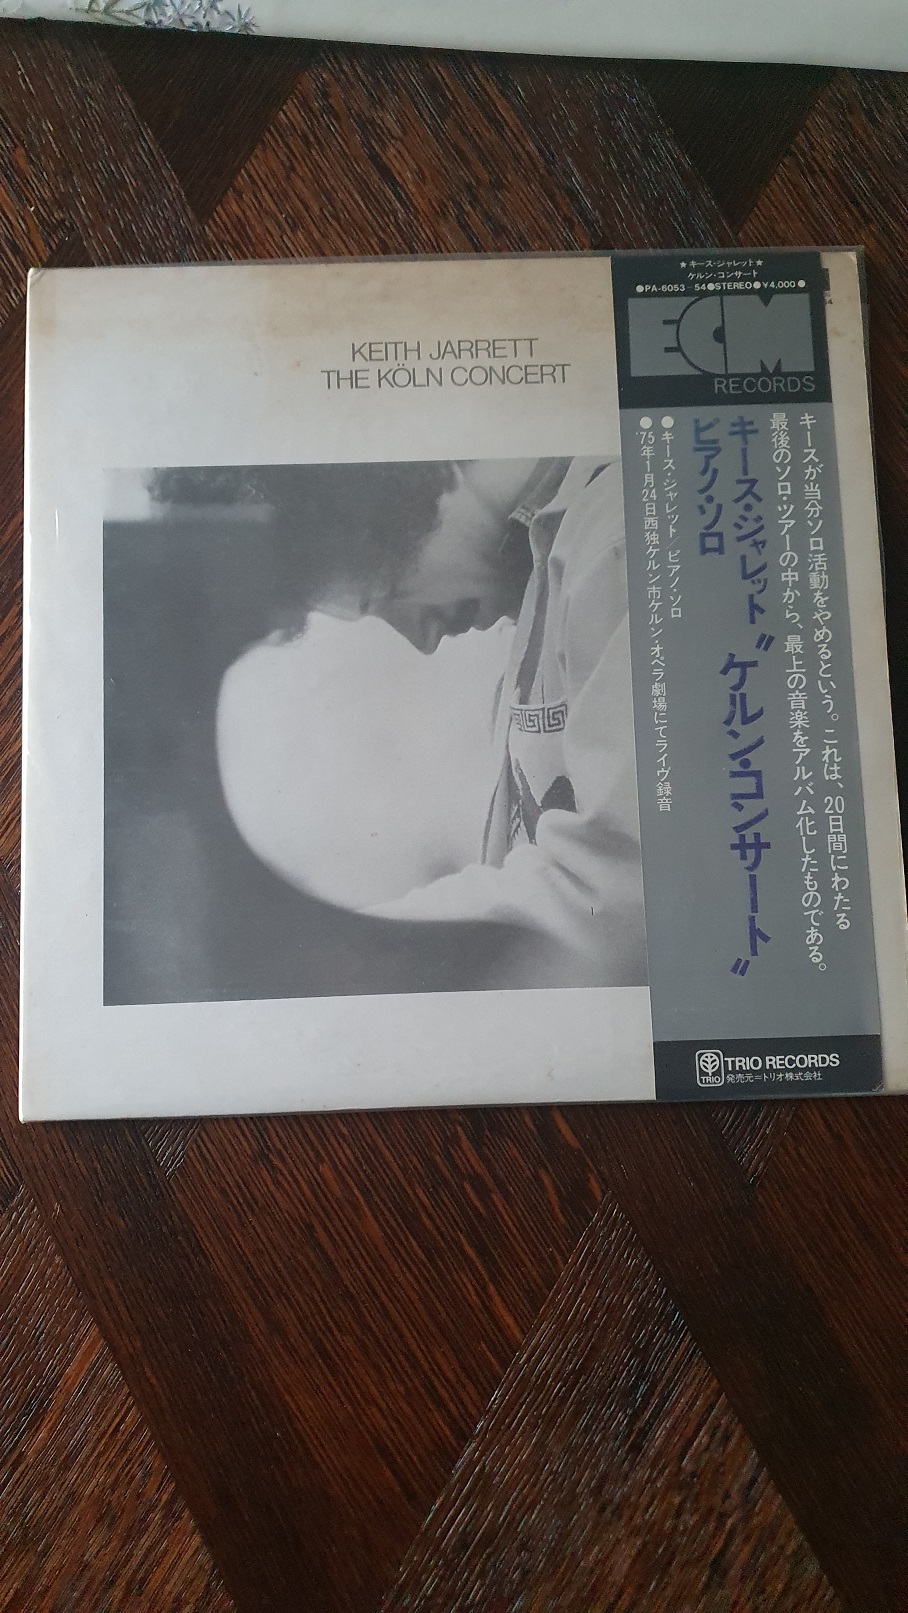 KEITH JARRETT
THE KÖLN CONCERT
★キース・ジャレット★
ケルン・コンサート
●PA-6053〜54●STEREO●¥4,000●
ECM
RECORDS
キースが当分ソロ活動をやめるという。これは、20日間にわたる
最後のソロ・ツアーの中から、最上の音楽をアルバム化したものである。
キース・ジャレット〝ケルン・コンサート〟
ピアノ・ソロ
●キース・ジャレット/ピアノ・ソロ
●'75年1月24日西独ケルン市ケルン・オペラ劇場にてライヴ録音
TRIO
TRIO RECORDS
発売元=トリオ株式会社